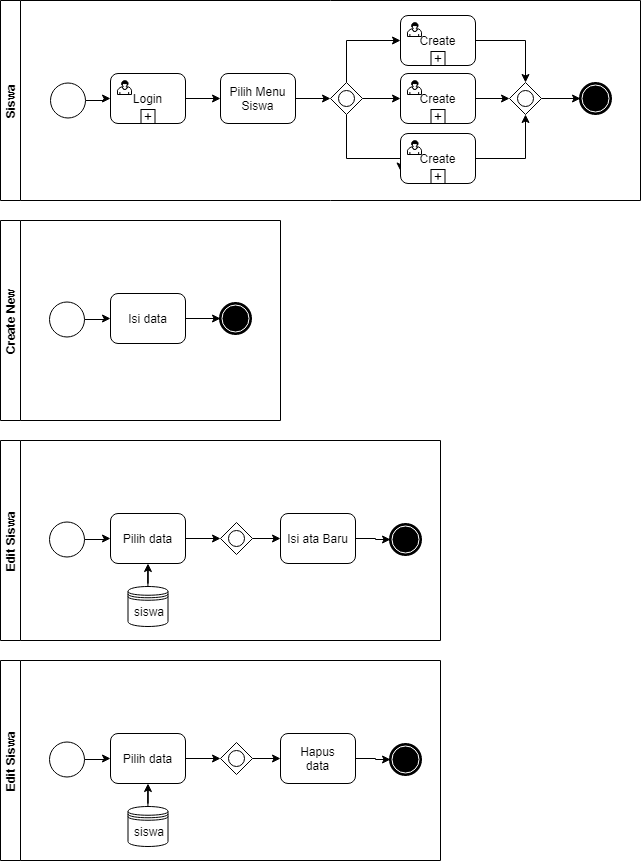 Siswa
Login
Pilih Menu
Siswa
Create
Create
Create
Create New
Isi data
Edit Siswa
Pilih data
Isi ata Baru
siswa
Edit Siswa
Pilih data
Hapus
data
siswa